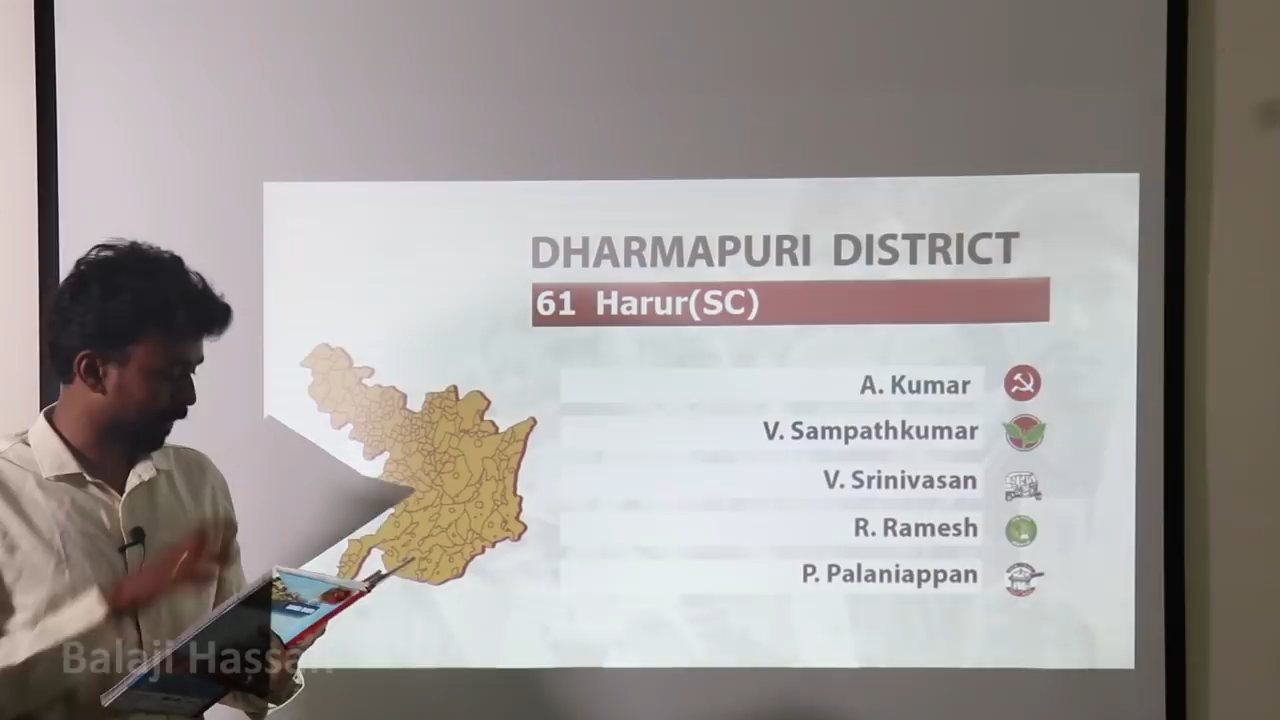 DHARMAPURI DISTRICT
61 Harur(SC)
A. Kumar
V. Sampathkumar
V. Srinivasan
R. Ramesh
P. Palaniappan
Balaji Hassan